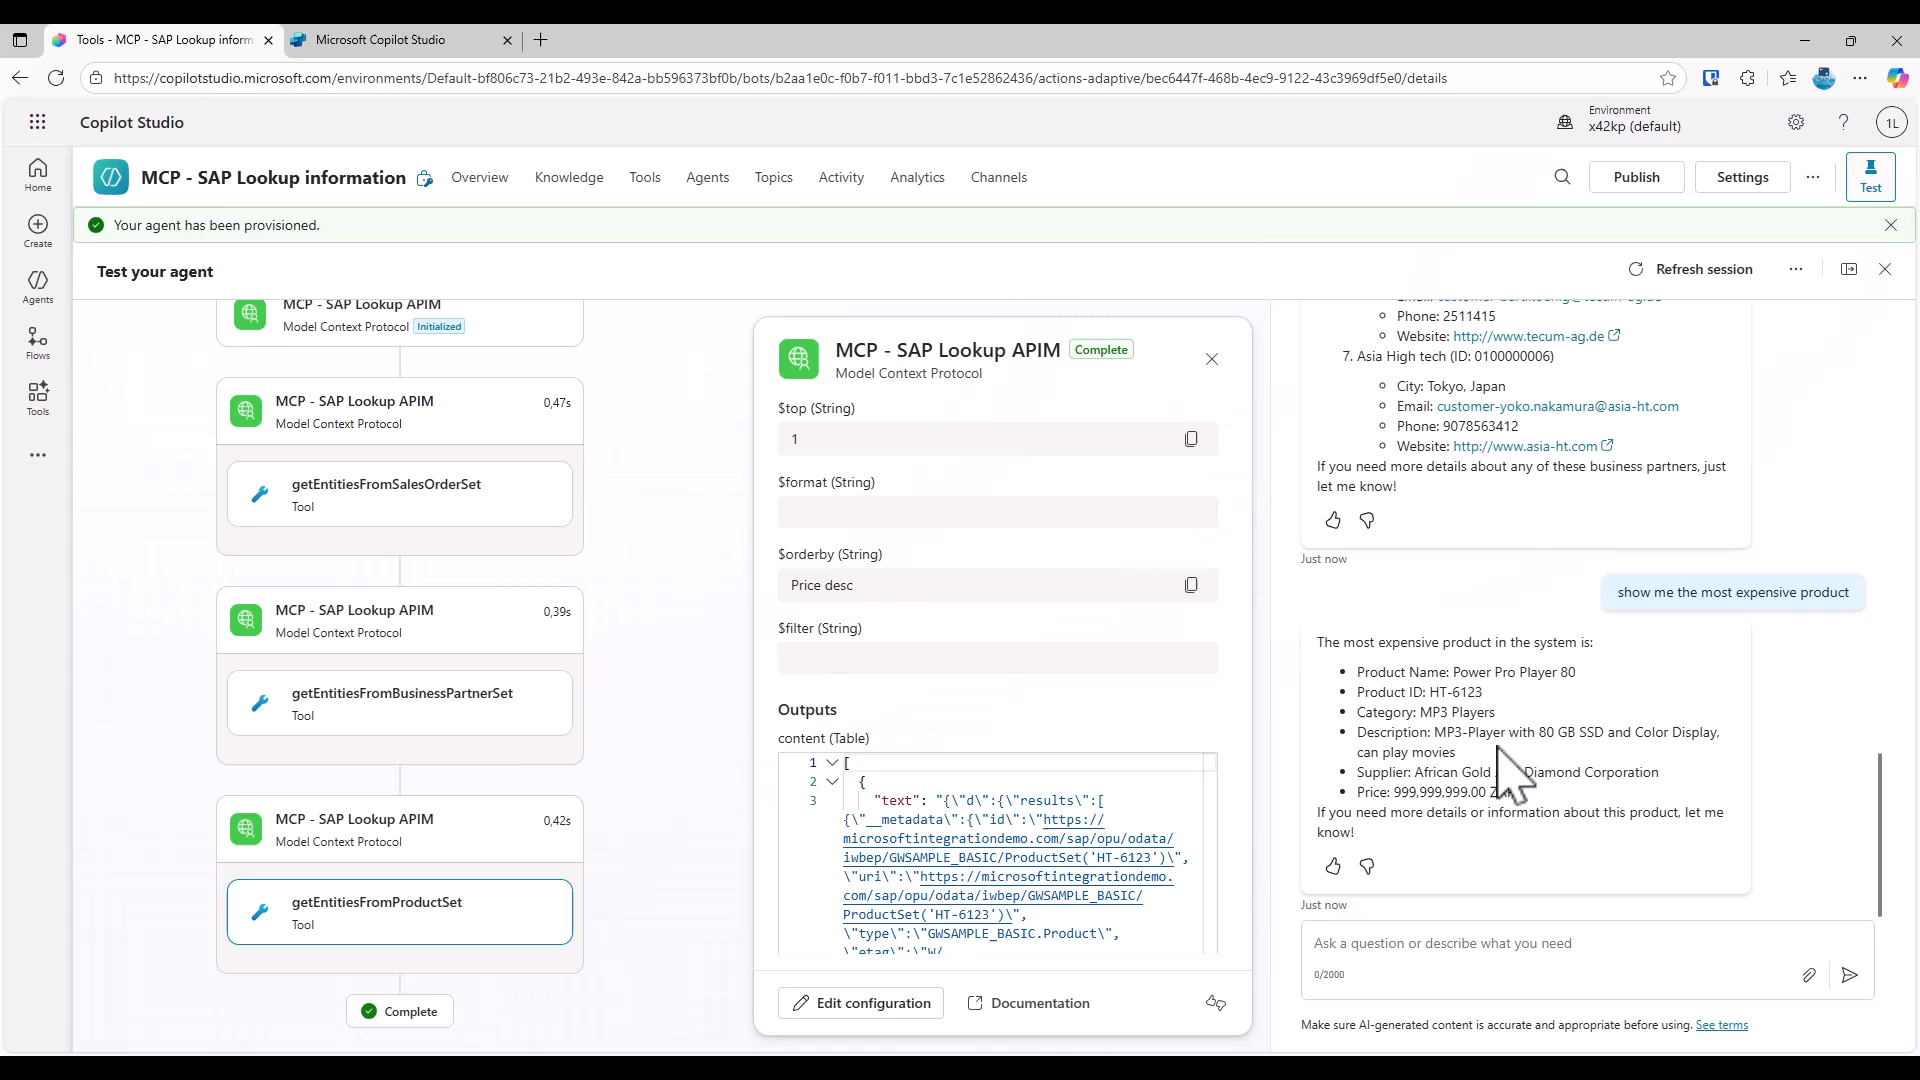 Tools - MCP - SAP Lookup inform
Microsoft Copilot Studio
https://copilotstudio.microsoft.com/environments/Default-bf806c73-21b2-493e-842a-bb596373bf0b/bots/b2aa1e0c-f0b7-f011-bbd3-7c1e52862436/actions-adaptive/bec6447f-468b-4ec9-9122-43c3969df5e0/details
Copilot Studio
Environment
x42kp (default)
1L
Home
Create
Agents
Flows
Tools
MCP - SAP Lookup information
Overview
Knowledge
Tools
Agents
Topics
Activity
Analytics
Channels
Publish
Settings
Test
Your agent has been provisioned.
Test your agent
Refresh session
MCP - SAP Lookup APIM
Model Context Protocol Initialized
MCP - SAP Lookup APIM 0,47s
Model Context Protocol
getEntitiesFromSalesOrderSet
Tool
MCP - SAP Lookup APIM 0,39s
Model Context Protocol
getEntitiesFromBusinessPartnerSet
Tool
MCP - SAP Lookup APIM 0,42s
Model Context Protocol
getEntitiesFromProductSet
Tool
Complete
MCP - SAP Lookup APIM Complete
Model Context Protocol
$top (String)
1
$format (String)
$orderby (String)
Price desc
$filter (String)
Outputs
content (Table)
1 [
2 {
3 "text": "{\"d\":{\"results\":[
{\"__metadata\":{\"id\":\"https://
microsoftintegrationdemo.com/sap/opu/odata/
iwbep/GWSAMPLE_BASIC/ProductSet('HT-6123')\",
\"uri\":\"https://microsoftintegrationdemo.
com/sap/opu/odata/iwbep/GWSAMPLE_BASIC/
ProductSet('HT-6123')\",
\"type\":\"GWSAMPLE_BASIC.Product\",
\"etag\":\"W/
Edit configuration
Documentation
Phone: 2511415
Website: http://www.tecum-ag.de
7. Asia High tech (ID: 0100000006)
City: Tokyo, Japan
Email: customer-yoko.nakamura@asia-ht.com
Phone: 9078563412
Website: http://www.asia-ht.com
If you need more details about any of these business partners, just
let me know!
Just now
show me the most expensive product
The most expensive product in the system is:
Product Name: Power Pro Player 80
Product ID: HT-6123
Category: MP3 Players
Description: MP3-Player with 80 GB SSD and Color Display,
can play movies
Supplier: African Gold Diamond Corporation
Price: 999,999,999.00
If you need more details or information about this product, let me
know!
Just now
Ask a question or describe what you need
0/2000
Make sure AI-generated content is accurate and appropriate before using. See terms